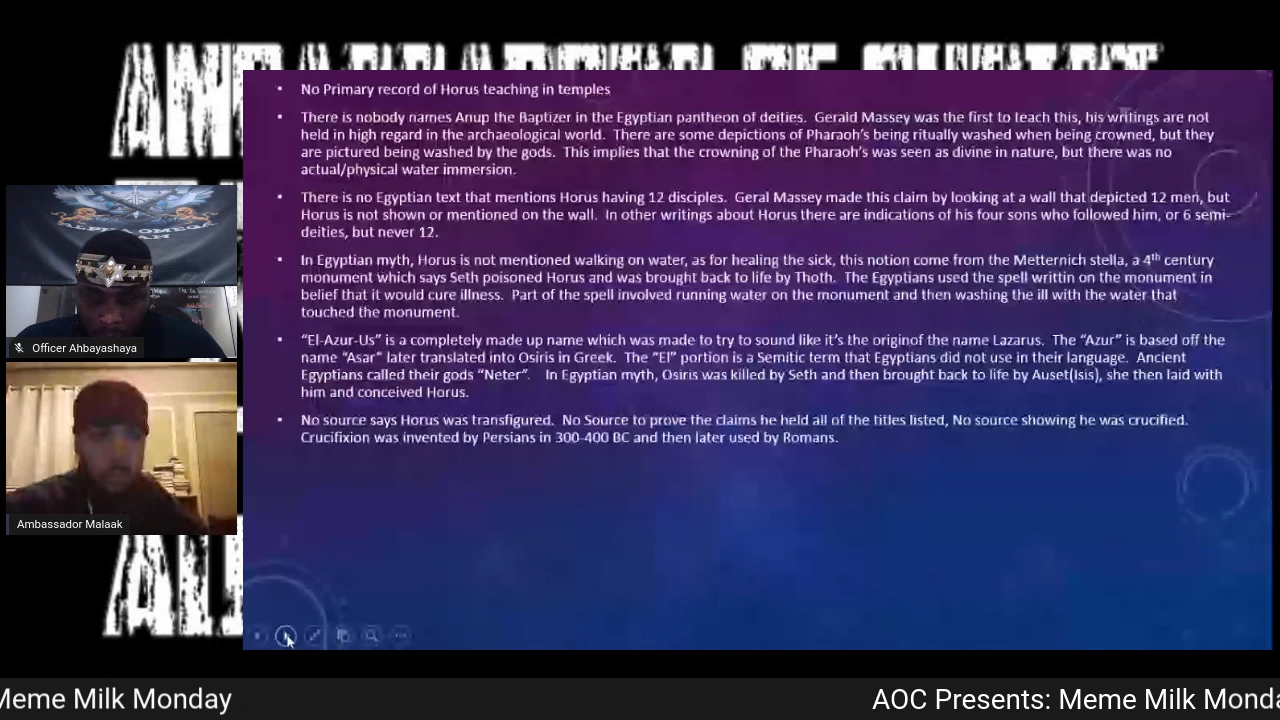 No Primary record of Horus teaching in temples
There is nobody names Anup the Baptizer in the Egyptian pantheon of deities. Gerald Massey was the first to teach this, his writings are not
held in high regard in the archaeological world. There are some depictions of Pharaoh's being ritually washed when being crowned, but they
are pictured being washed by the gods. This implies that the crowning of the Pharaoh's was seen as divine in nature, but there was no
actual/physical water immersion.
There is no Egyptian text that mentions Horus having 12 disciples. Geral Massey made this claim by looking at a wall that depicted 12 men, but
Horus is not shown or mentioned on the wall. In other writings about Horus there are indications of his four sons who followed him, or 6 semi-
deities, but never 12.
In Egyptian myth, Horus is not mentioned walking on water, as for healing the sick, this notion come from the Metternich stella, a 4th century
monument which says Seth poisoned Horus and was brought back to life by Thoth. The Egyptians used the spell writtin on the monument in
belief that it would cure illness. Part of the spell involved running water on the monument and then washing the ill with the water that
touched the monument.
"El-Azur-Us" is a completely made up name which was made to try to sound like it's the originof the name Lazarus. The "Azur" is based off the
name "Asar" later translated into Osiris in Greek. The "El" portion is a Semitic term that Egyptians did not use in their language. Ancient
Egyptians called their gods "Neter". In Egyptian myth, Osiris was killed by Seth and then brought back to life by Auset(Isis), she then laid with
him and conceived Horus.
No source says Horus was transfigured. No Source to prove the claims he held all of the titles listed, No source showing he was crucified.
Crucifixion was invented by Persians in 300-400 BC and then later used by Romans.
ALPHA OMEGA
Officer Ahbayashaya
Ambassador Malaak
Meme Milk Monday
AOC Presents: Meme Milk Monda